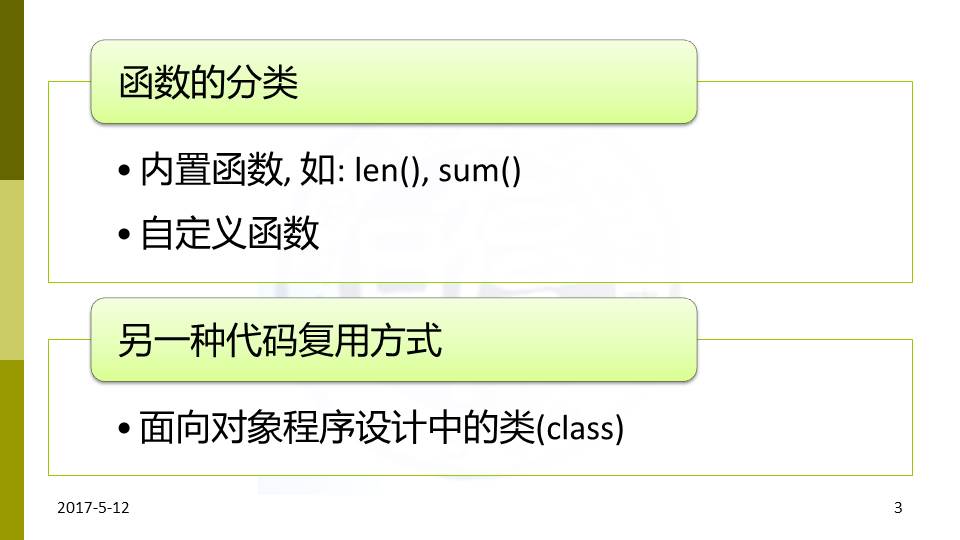 函数的分类
• 内置函数, 如: len(), sum()
• 自定义函数
另一种代码复用方式
• 面向对象程序设计中的类(class)
2017-5-12
3